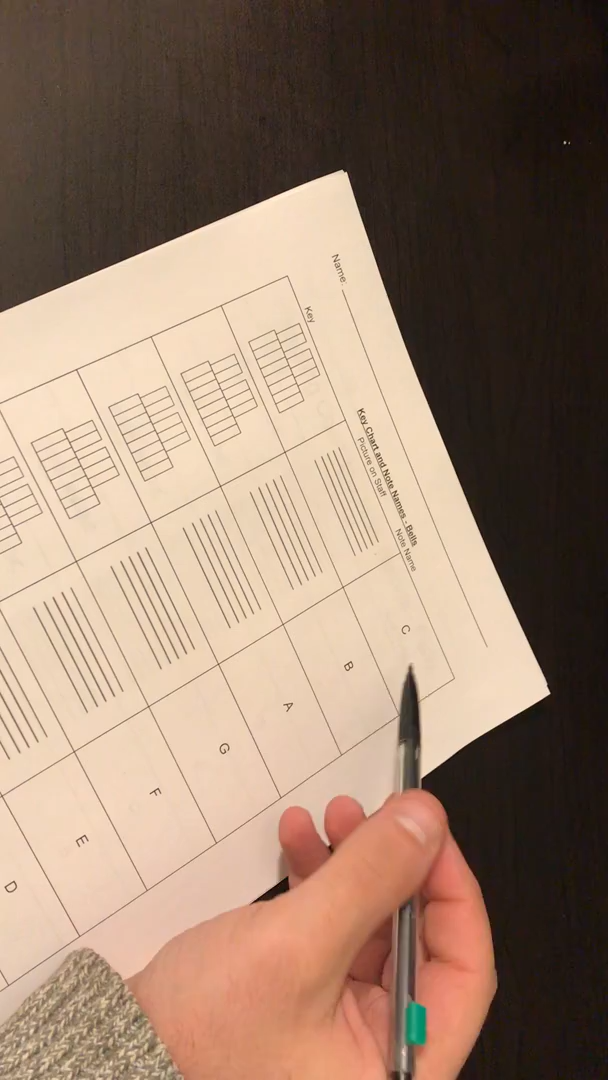 Name:
Key Chart and Note Names - Bells
Key
Picture on Staff
Note Name
C
B
A
G
F
E
D